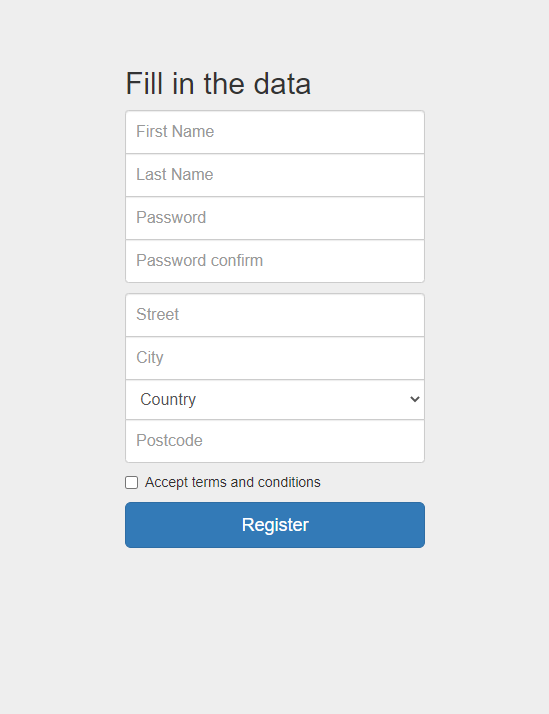 Fill in the data
First Name
Last Name
Password
Password confirm
Street
City
Country
Postcode
Accept terms and conditions
Register